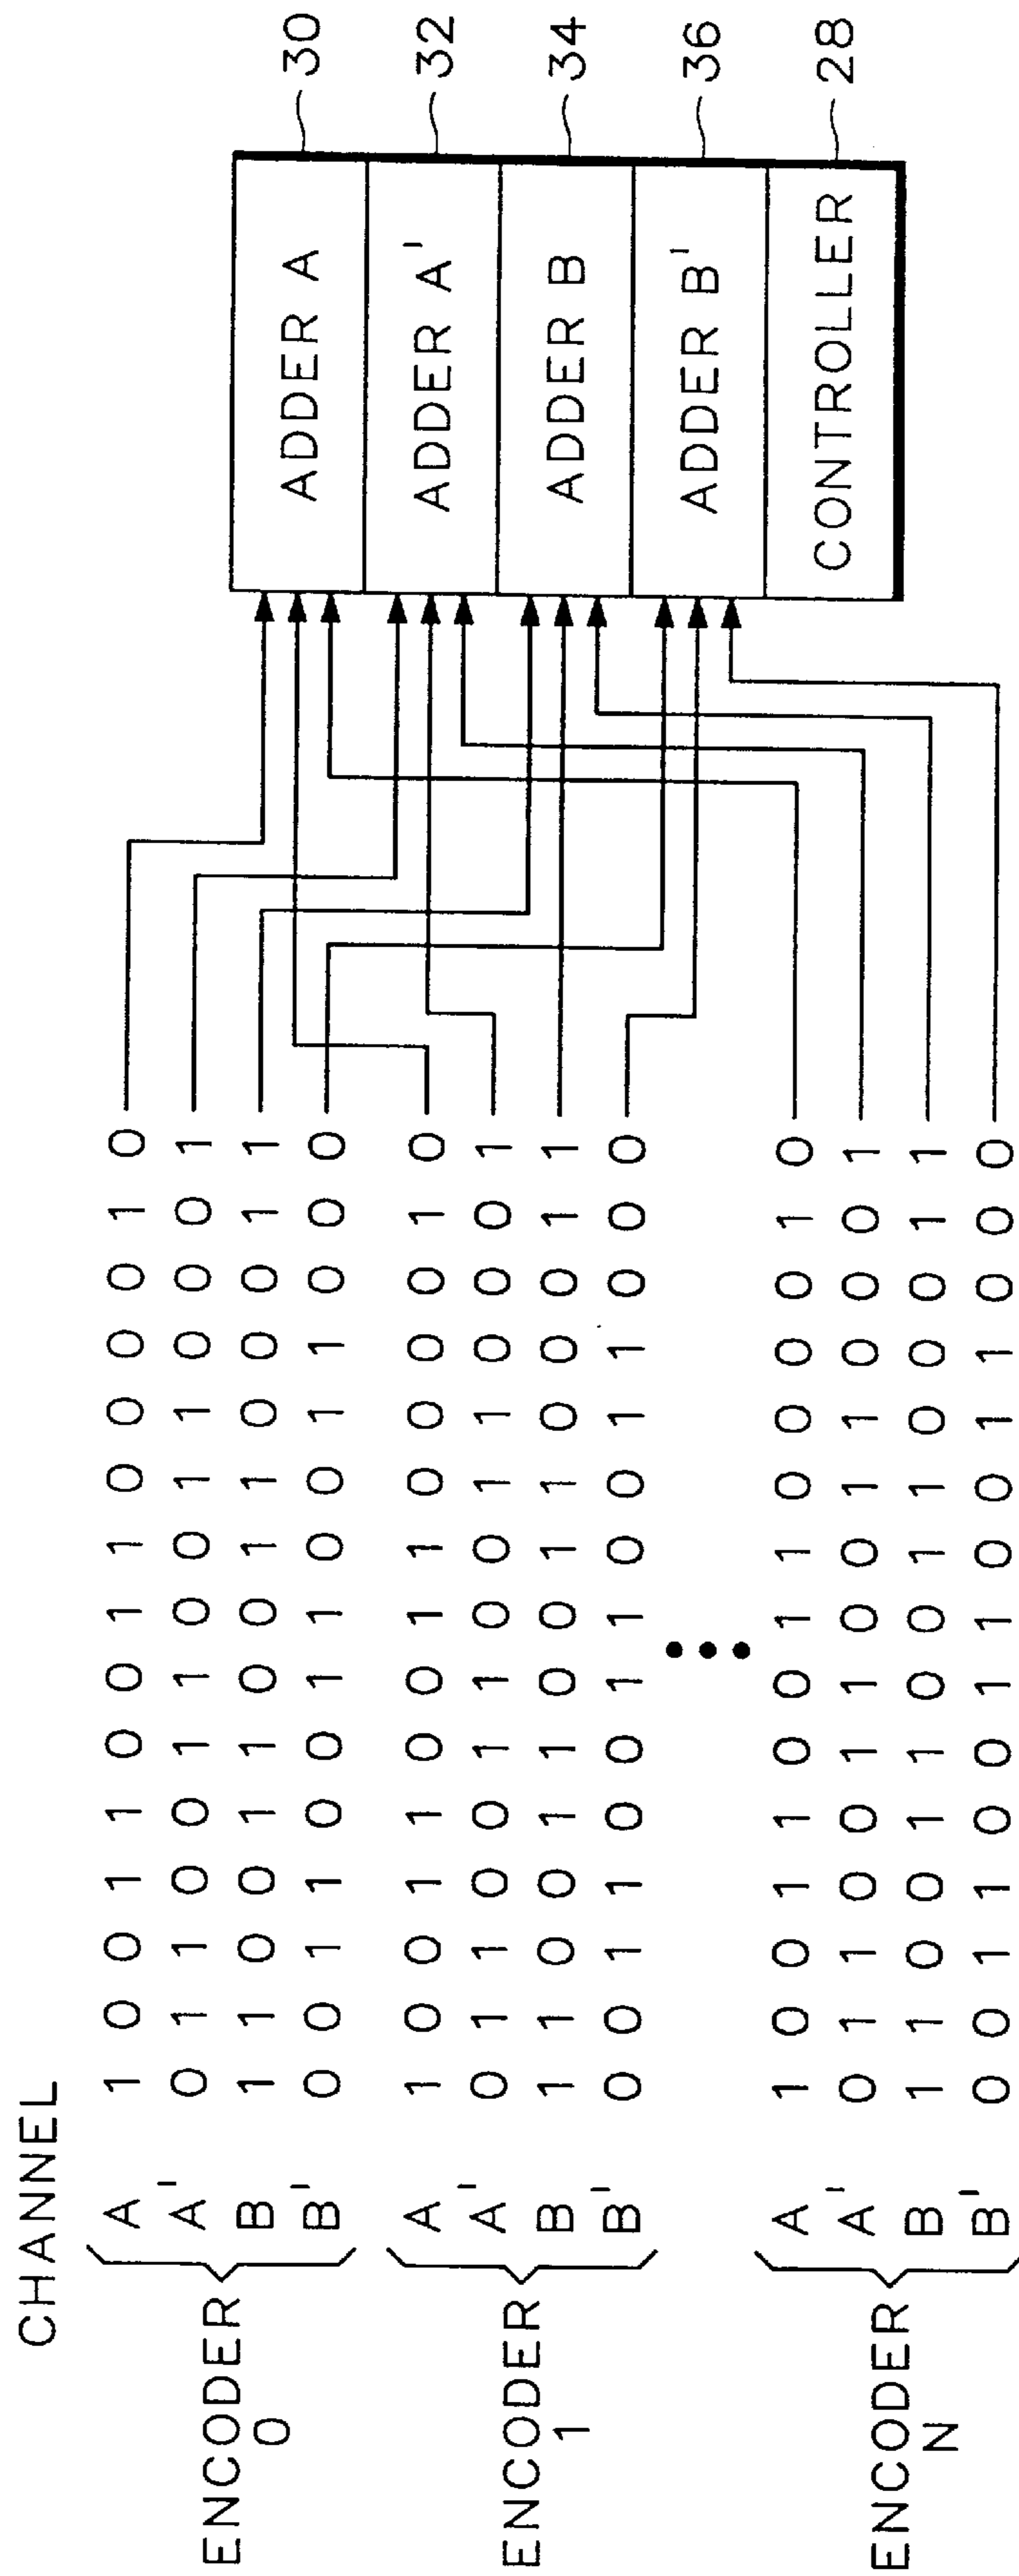 CHANNEL
ENCODER 0
A 1 0 0 1 1 0 0 1 1 0 0 0 0 1 0
A' 0 1 1 0 0 1 1 0 0 1 1 0 0 0 1
B 1 1 0 0 1 1 0 0 1 1 0 0 0 1 1
B' 0 0 1 1 0 0 1 1 0 0 1 1 0 0 0
ENCODER 1
A 1 0 0 1 1 0 0 1 1 0 0 0 0 1 0
A' 0 1 1 0 0 1 1 0 0 1 1 0 0 0 1
B 1 1 0 0 1 1 0 0 1 1 0 0 0 1 1
B' 0 0 1 1 0 0 1 1 0 0 1 1 0 0 0
ENCODER N
A 1 0 0 1 1 0 0 1 1 0 0 0 0 1 0
A' 0 1 1 0 0 1 1 0 0 1 1 0 0 0 1
B 1 1 0 0 1 1 0 0 1 1 0 0 0 1 1
B' 0 0 1 1 0 0 1 1 0 0 1 1 0 0 0
ADDER A 30
ADDER A' 32
ADDER B 34
ADDER B' 36
CONTROLLER 28